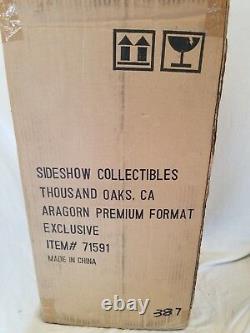 SIDESHOW COLLECTIBLES
THOUSAND OAKS, CA
ARAGORN PREMIUM FORMAT
EXCLUSIVE
ITEM# 71591
MADE IN CHINA
387